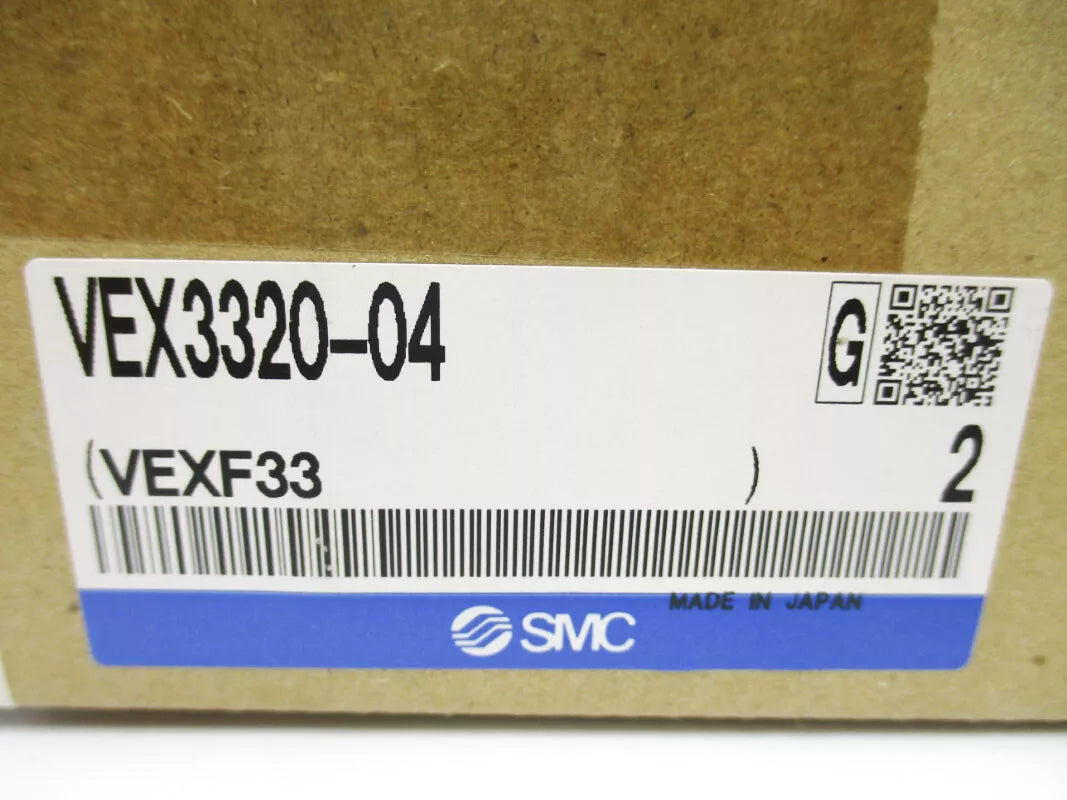 VEX3320-04
G
(VEXF33 )
2
MADE IN JAPAN
SMC